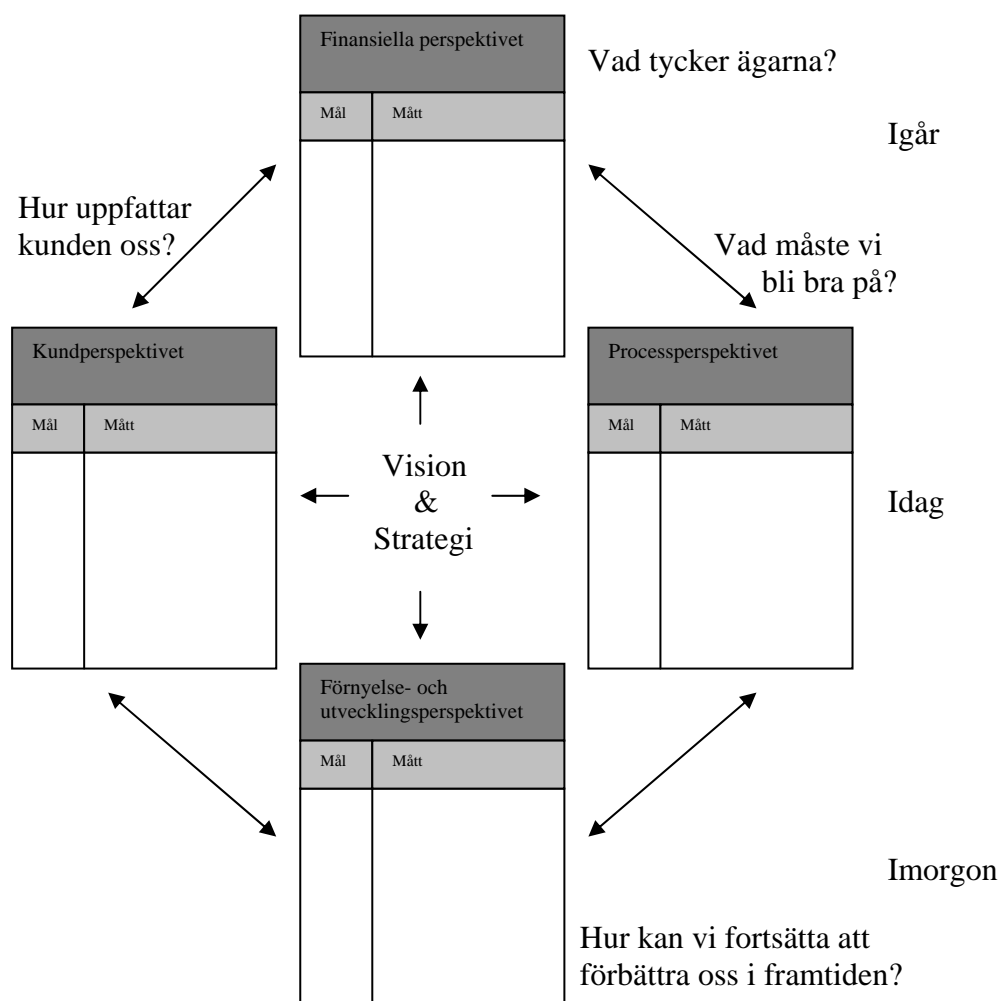 Finansiella perspektivet
Vad tycker ägarna?
Mål Mått
Igår
Hur uppfattar
kunden oss?
Vad måste vi
bli bra på?
Kundperspektivet
Processperspektivet
Mål Mått
Mål Mått
Vision
&
Strategi
Idag
Förnyelse- och
utvecklingsperspektivet
Mål Mått
Imorgon
Hur kan vi fortsätta att
förbättra oss i framtiden?